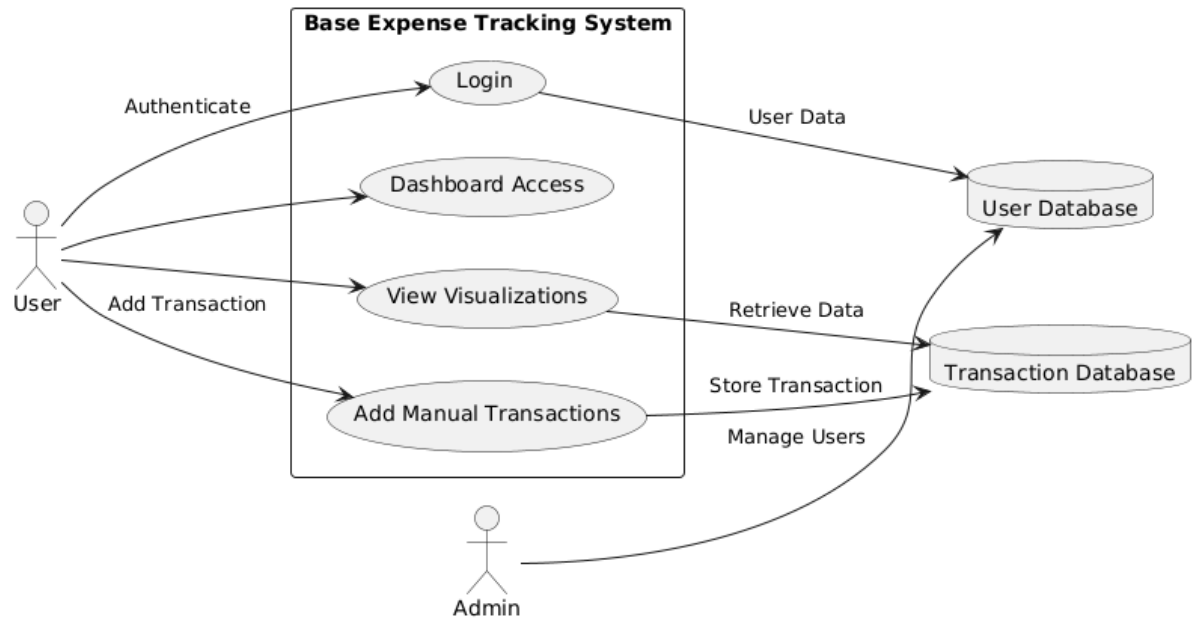 Base Expense Tracking System
Login
Authenticate
User Data
Dashboard Access
User Database
View Visualizations
User
Add Transaction
Retrieve Data
Transaction Database
Store Transaction
Add Manual Transactions
Manage Users
Admin